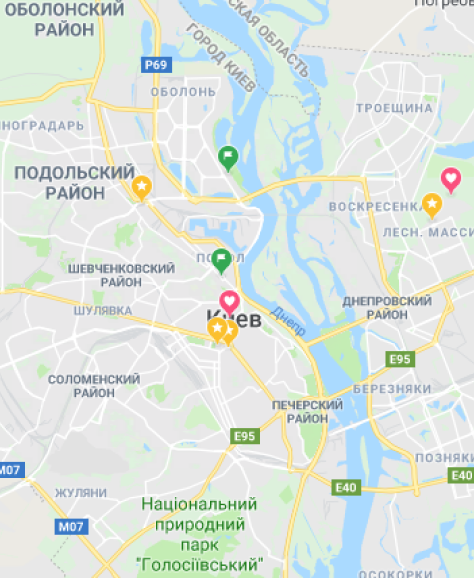 ОБОЛОНСКИЙ
РАЙОН
СКАЯ ОБЛАСТЬ
ГОРОД КИЕВ
P69
ОБОЛОНЬ
ТРОЕЩИНА
НОГРАДАРЬ
ПОДОЛЬСКИЙ
РАЙОН
ВОСКРЕСЕНКА
ЛЕСН. МАССИ
ПОДОЛ
ШЕВЧЕНКОВСКИЙ
РАЙОН
ШУЛЯВКА
Киев
Днепр
ДНЕПРОВСКИЙ
РАЙОН
E95
СОЛОМЕНСКИЙ
РАЙОН
БЕРЕЗНЯКИ
ПЕЧЕРСКИЙ
РАЙОН
E95
ПОЗНЯКИ
M07
E40
E40
ЖУЛЯНИ
M07
Національний
природний
парк
"Голосіївський"
ОСОКОРКИ